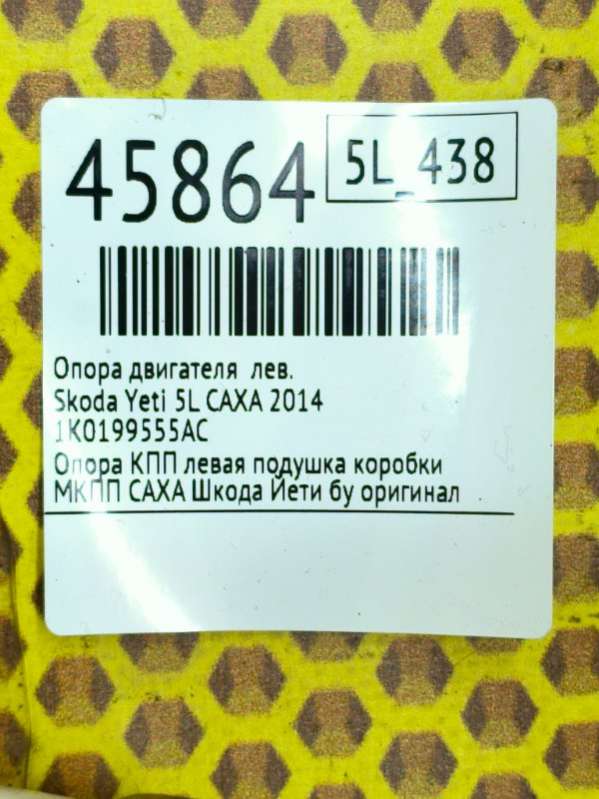 45864
5L_438
Опора двигателя лев.
Skoda Yeti 5L CAXA 2014
1K0199555AC
Опора КПП левая подушка коробки
МКПП CAXA Шкода Йети бу оригинал